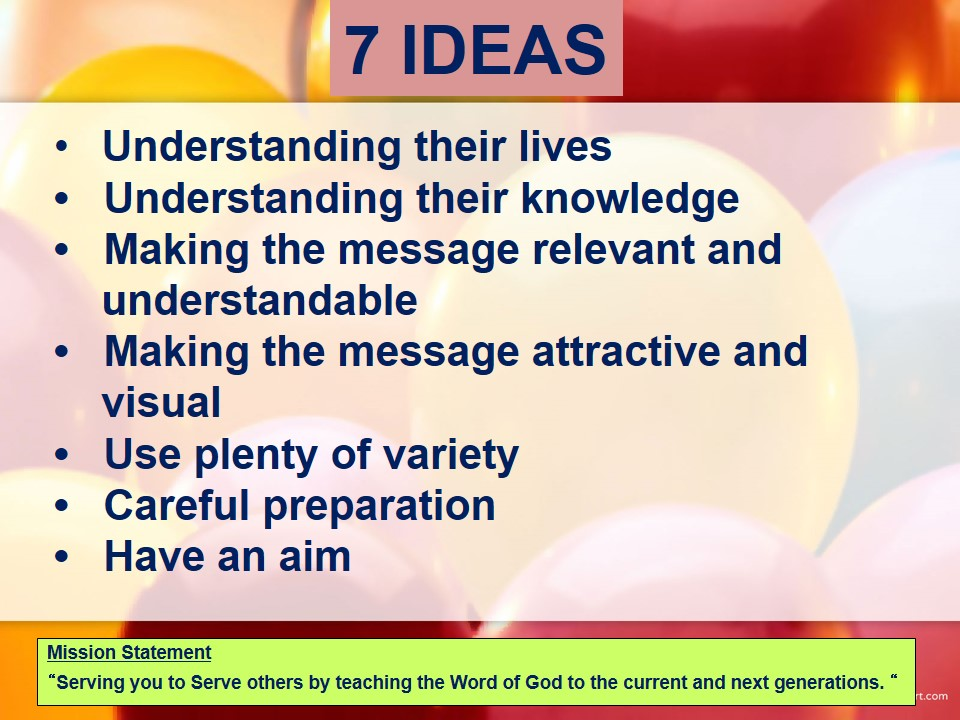 7 IDEAS
• Understanding their lives
• Understanding their knowledge
• Making the message relevant and
understandable
• Making the message attractive and
visual
• Use plenty of variety
• Careful preparation
• Have an aim
Mission Statement
“Serving you to Serve others by teaching the Word of God to the current and next generations. “
rt.com